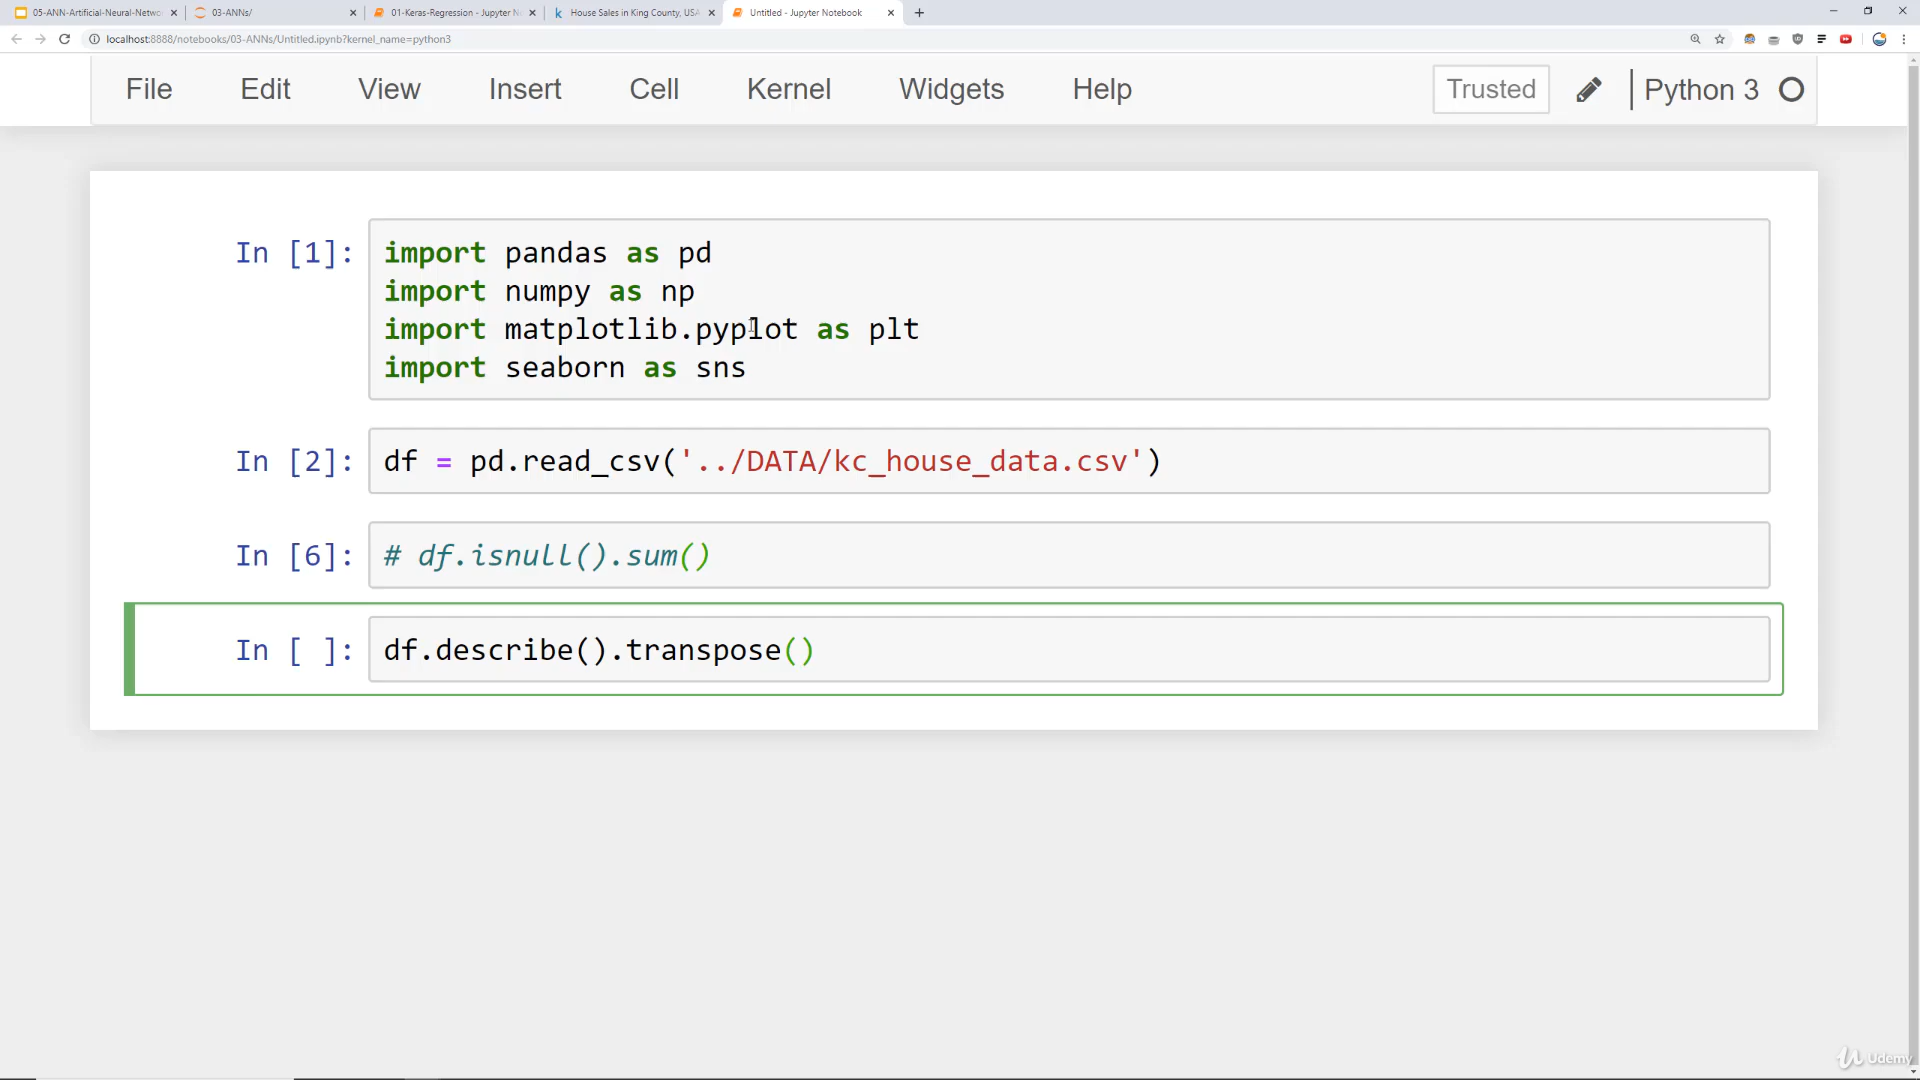 05-ANN-Artificial-Neural-Netwo
03-ANNs/
01-Keras-Regression - Jupyter N
House Sales in King County, USA
Untitled - Jupyter Notebook
localhost:8888/notebooks/03-ANNs/Untitled.ipynb?kernel_name=python3
File Edit View Insert Cell Kernel Widgets Help Trusted Python 3
In [1]: import pandas as pd
import numpy as np
import matplotlib.pyplot as plt
import seaborn as sns
In [2]: df = pd.read_csv('../DATA/kc_house_data.csv')
In [6]: # df.isnull().sum()
In [ ]: df.describe().transpose()
Udemy